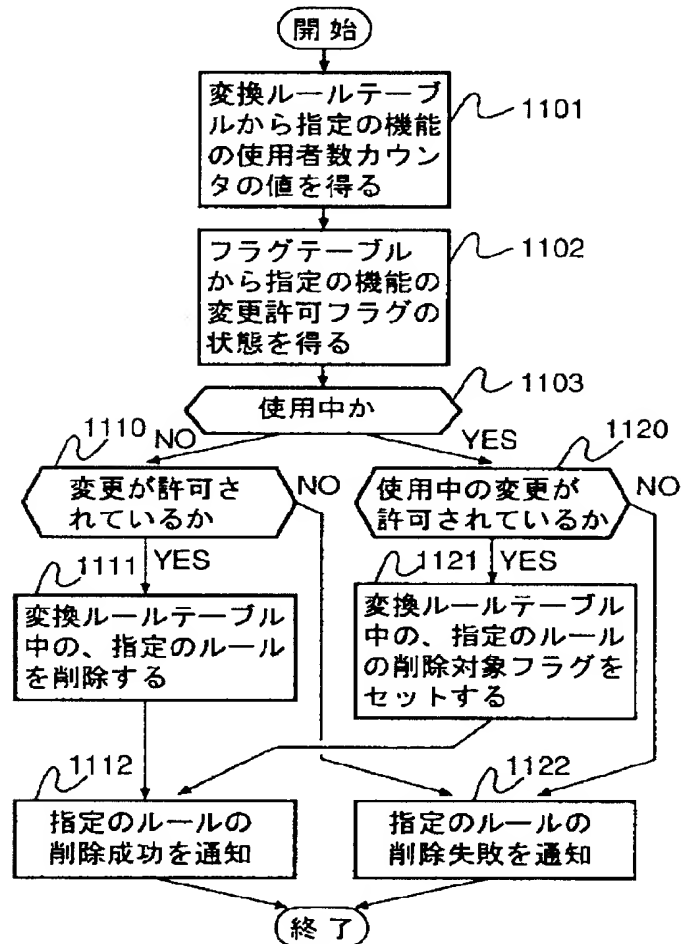 開始
変換ルールテーブ
ルから指定の機能
の使用者数カウン
タの値を得る
1101
フラグテーブル
から指定の機能の
変更許可フラグの
状態を得る
1102
使用中か
1103
1110
NO
YES
1120
変更が許可さ
れているか
NO
使用中の変更が
許可されているか
NO
1111
YES
1121
YES
変換ルールテーブル
中の、指定のルール
を削除する
変換ルールテーブル
中の、指定のルール
の削除対象フラグを
セットする
1112
1122
指定のルールの
削除成功を通知
指定のルールの
削除失敗を通知
終了